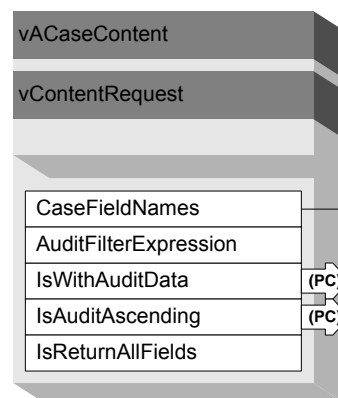 vACaseContent
vContentRequest
CaseFieldNames
AuditFilterExpression
IsWithAuditData
(PC)
IsAuditAscending
(PC)
IsReturnAllFields